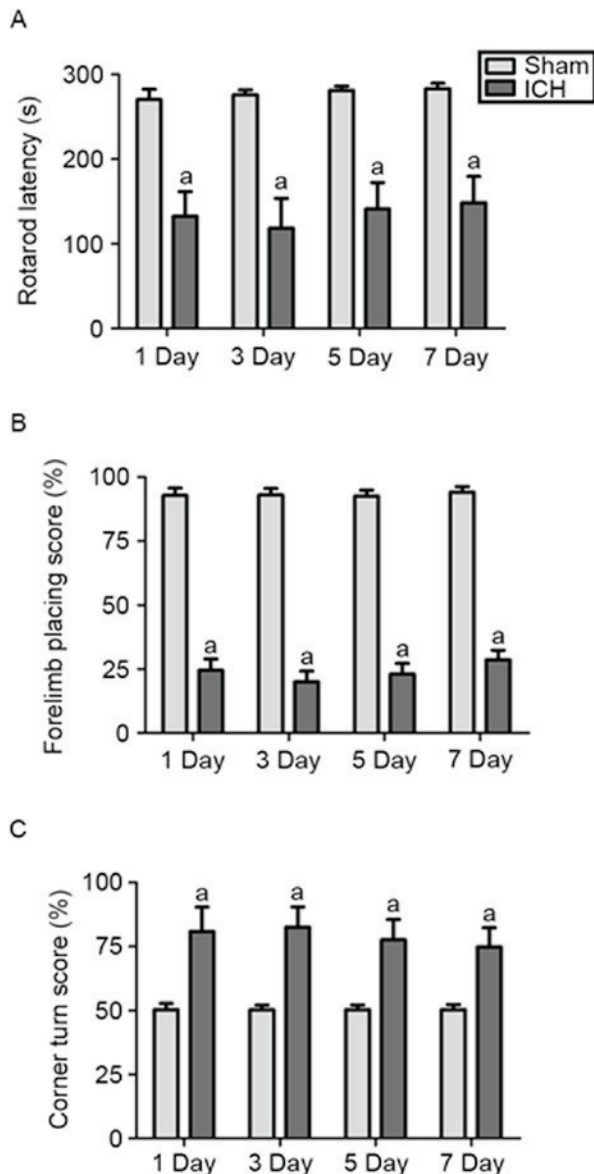 A
Sham
ICH
Rotarod latency (s)
300
200
100
0
a
a
a
a
1 Day
3 Day
5 Day
7 Day
B
Forelimb placing score (%)
100
75
50
25
0
a
a
a
a
1 Day
3 Day
5 Day
7 Day
C
Corner turn score (%)
100
75
50
25
0
a
a
a
a
1 Day
3 Day
5 Day
7 Day